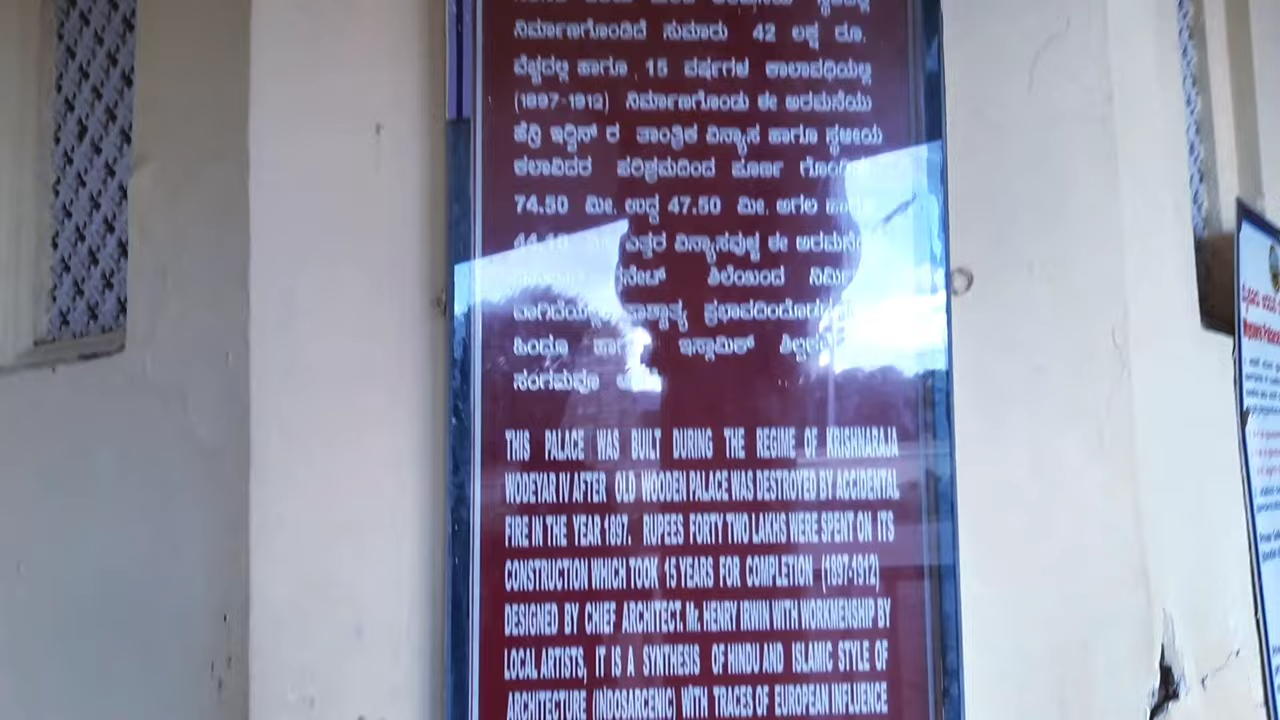 ನಿರ್ಮಾಣಗೊಂಡಿದೆ ಸುಮಾರು 42 ಲಕ್ಷ ರೂ.
ವೆಚ್ಚದಲ್ಲಿ ಹಾಗೂ 15 ವರ್ಷಗಳ ಕಾಲಾವಧಿಯಲ್ಲಿ
(1897-1912) ನಿರ್ಮಾಣಗೊಂಡು ಈ ಅರಮನೆಯು
ಹೆನ್ರಿ ಇರ್ವಿನ್ ರ ತಾಂತ್ರಿಕ ವಿನ್ಯಾಸ ಹಾಗೂ ಸ್ಥಳೀಯ
ಕಲಾವಿದರ ಪರಿಶ್ರಮದಿಂದ ಪೂರ್ಣ
74.50 ಮೀ. ಉದ್ದ 47.50 ಮೀ. ಅಗಲ
44.10 ಎತ್ತರ ವಿನ್ಯಾಸವುಳ್ಳ ಈ
ಶಿಲೆಯಿಂದ
ಪ್ರಭಾವದಿಂದೊಡ
ಹಿಂದೂ ಇಸ್ಲಾಮಿಕ್
ಸಂಗಮವೂ
THIS PALACE WAS BUILT DURING THE REGIME OF KRISHNARAJA
WODEYAR IV AFTER OLD WOODEN PALACE WAS DESTROYED BY ACCIDENTAL
FIRE IN THE YEAR 1897. RUPEES FORTY TWO LAKHS WERE SPENT ON ITS
CONSTRUCTION WHICH TOOK 15 YEARS FOR COMPLETION (1897-1912)
DESIGNED BY CHIEF ARCHITECT. Mr. HENRY IRWIN WITH WORKMENSHIP BY
LOCAL ARTISTS, IT IS A SYNTHESIS OF HINDU AND ISLAMIC STYLE OF
ARCHITECTURE (INDOSARCENIC) WITH TRACES OF EUROPEAN INFLUENCE